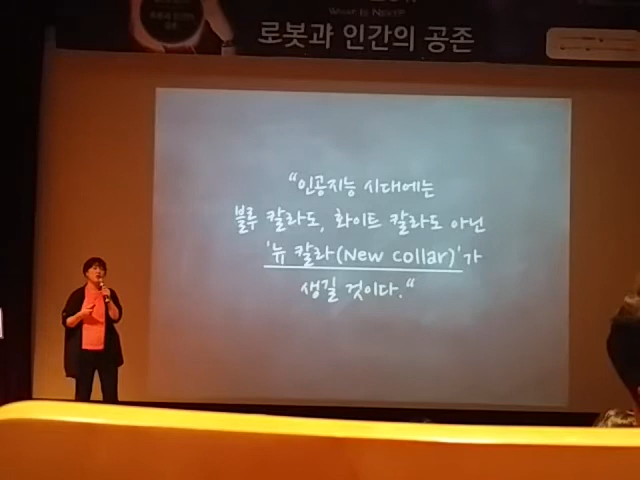 로봇과 인간의 공존
“인공지능 시대에는
블루 칼라도, 화이트 칼라도 아닌
'뉴 칼라(New collar)'가
생길 것이다.“